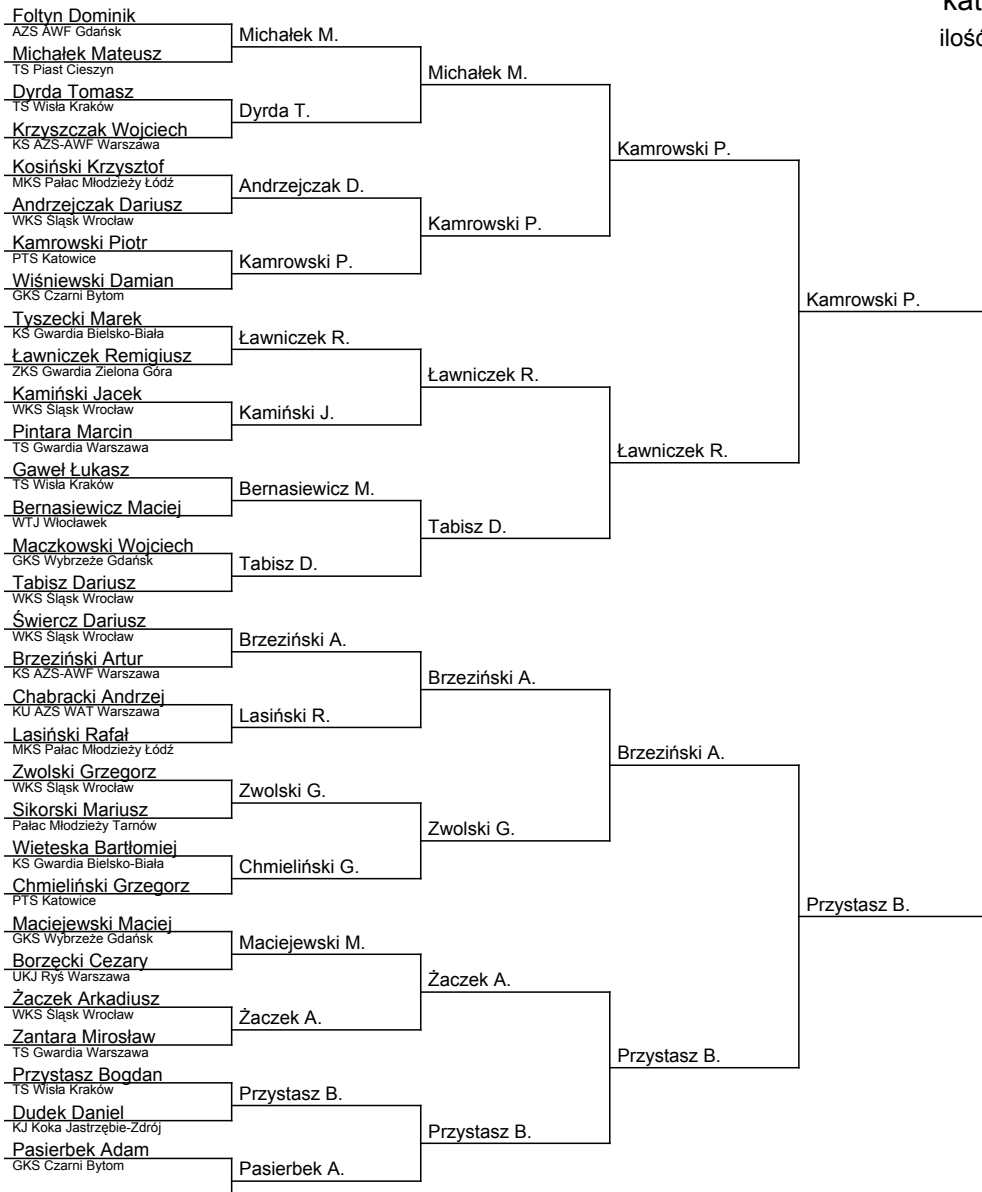 Foltyn Dominik
AZS AWF Gdańsk
Michałek Mateusz
TS Piast Cieszyn
Dyrda Tomasz
TS Wisła Kraków
Krzyszczak Wojciech
KS AZS-AWF Warszawa
Kosiński Krzysztof
MKS Pałac Młodzieży Łódź
Andrzejczak Dariusz
WKS Śląsk Wrocław
Kamrowski Piotr
PTS Katowice
Wiśniewski Damian
GKS Czarni Bytom
Tyszecki Marek
KS Gwardia Bielsko-Biała
Ławniczek Remigiusz
ZKS Gwardia Zielona Góra
Kamiński Jacek
WKS Śląsk Wrocław
Pintara Marcin
TS Gwardia Warszawa
Gaweł Łukasz
TS Wisła Kraków
Bernasiewicz Maciej
WTJ Włocławek
Maczkowski Wojciech
GKS Wybrzeże Gdańsk
Tabisz Dariusz
WKS Śląsk Wrocław
Świercz Dariusz
WKS Śląsk Wrocław
Brzeziński Artur
KS AZS-AWF Warszawa
Chabracki Andrzej
KU AZS WAT Warszawa
Lasiński Rafał
MKS Pałac Młodzieży Łódź
Zwolski Grzegorz
WKS Śląsk Wrocław
Sikorski Mariusz
Pałac Młodzieży Tarnów
Wieteska Bartłomiej
KS Gwardia Bielsko-Biała
Chmieliński Grzegorz
PTS Katowice
Maciejewski Maciej
GKS Wybrzeże Gdańsk
Borzęcki Cezary
UKJ Ryś Warszawa
Żaczek Arkadiusz
WKS Śląsk Wrocław
Zantara Mirosław
TS Gwardia Warszawa
Przystasz Bogdan
TS Wisła Kraków
Dudek Daniel
KJ Koka Jastrzębie-Zdrój
Pasierbek Adam
GKS Czarni Bytom
Michałek M.
Dyrda T.
Andrzejczak D.
Kamrowski P.
Ławniczek R.
Kamiński J.
Bernasiewicz M.
Tabisz D.
Brzeziński A.
Lasiński R.
Zwolski G.
Chmieliński G.
Maciejewski M.
Żaczek A.
Przystasz B.
Pasierbek A.
Michałek M.
Kamrowski P.
Ławniczek R.
Tabisz D.
Brzeziński A.
Zwolski G.
Żaczek A.
Przystasz B.
Kamrowski P.
Ławniczek R.
Brzeziński A.
Przystasz B.
Kamrowski P.
Przystasz B.